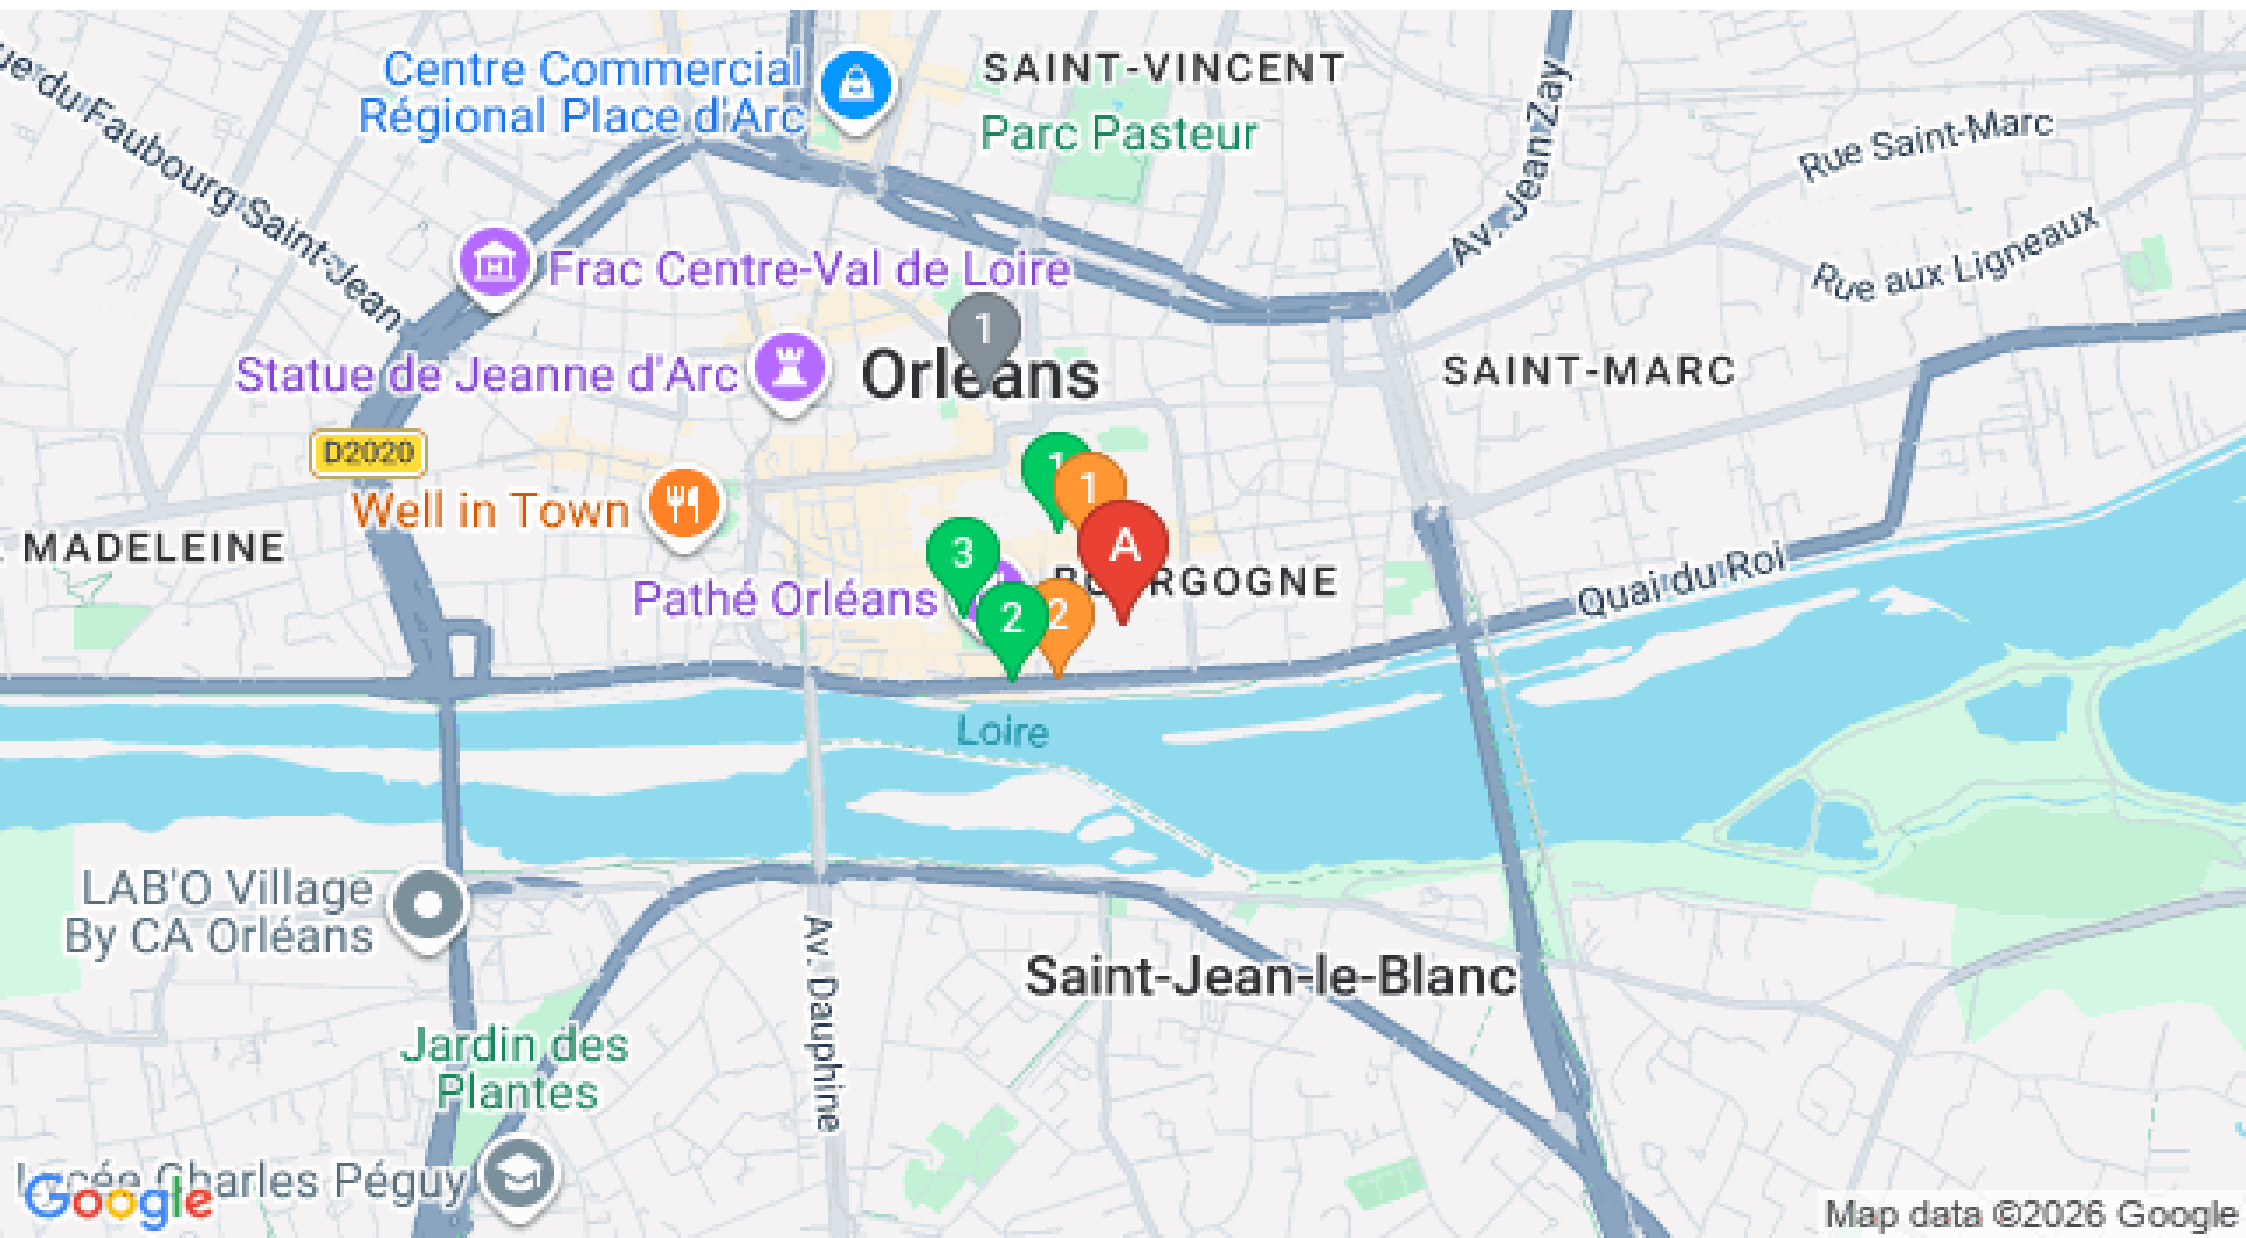 Centre Commercial
Régional Place d'Arc
SAINT-VINCENT
Parc Pasteur
Av. Jean Zay
Rue Saint-Marc
Rue aux Ligneaux
ue du Faubourg Saint-Jean
Frac Centre-Val de Loire
1
Statue de Jeanne d'Arc
Orléans
SAINT-MARC
D2020
Well in Town
1
1
A
MADELEINE
3
BOURGOGNE
Pathé Orléans
2
2
Quai du Roi
Loire
LAB'O Village
By CA Orléans
Av. Dauphine
Saint-Jean-le-Blanc
Jardin des
Plantes
Lycée Charles Péguy
Google
Map data ©2026 Google